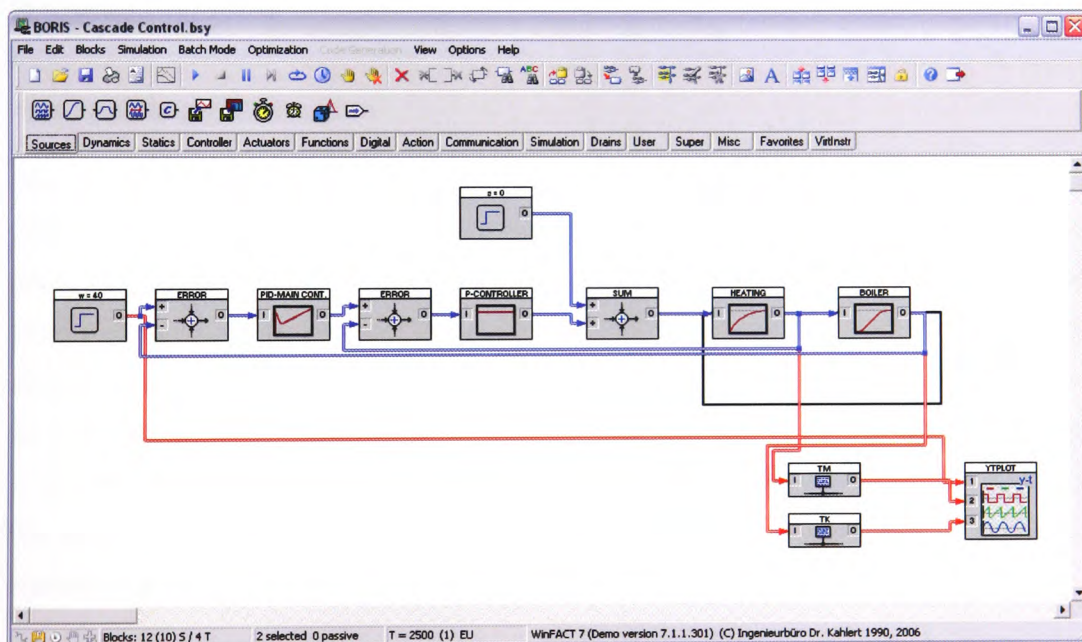 BORIS - Cascade Control.bsy
File Edit Blocks Simulation Batch Mode Optimization Code Generation View Options Help
A ABC ?
C
Sources Dynamics Statics Controller Actuators Functions Digital Action Communication Simulation Drains User Super Misc Favorites VirtInstr
z = 0
O
w = 40 ERROR PID-MAIN CONT. ERROR P-CONTROLLER SUM HEATING BOILER
O + - O I O + - O I O + + O I O I O
TM YTPLOT
I O 1 2 3 y-t
TK
I O
Blocks: 12 (10) S / 4 T 2 selected 0 passive T = 2500 (1) EU WinFACT 7 (Demo version 7.1.1.301) (C) Ingenieurbüro Dr. Kahlert 1990, 2006